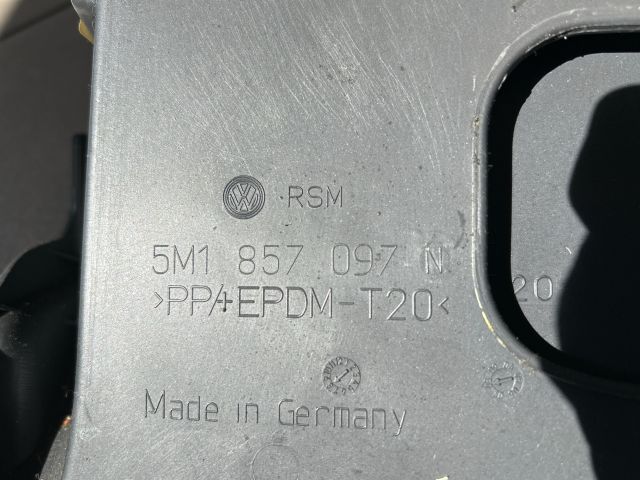 RSM
5M1 857 097 N
>PP/+EPDM-T20<
20
Made in Germany